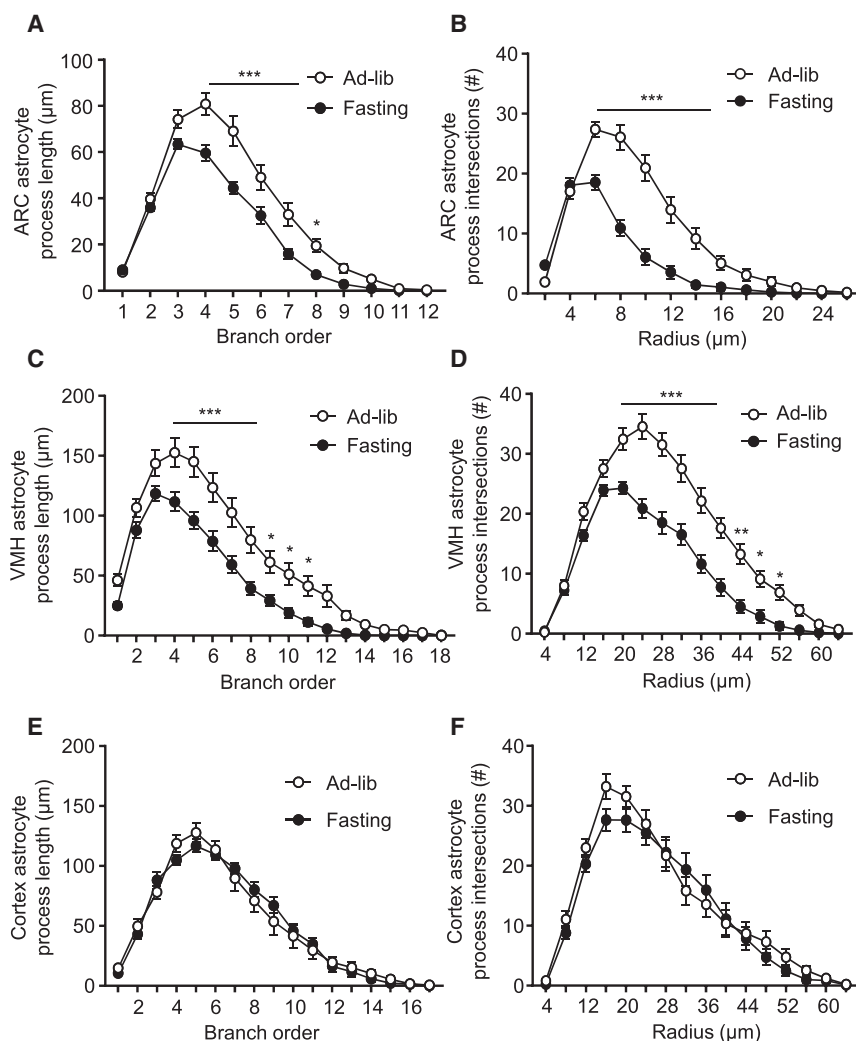 A
ARC astrocyte
process length (µm)
100
80
60
40
20
0
***
*
Ad-lib
Fasting
1 2 3 4 5 6 7 8 9 10 11 12
Branch order
B
ARC astrocyte
process intersections (#)
40
30
20
10
0
***
Ad-lib
Fasting
4 8 12 16 20 24
Radius (µm)
C
VMH astrocyte
process length (µm)
200
150
100
50
0
***
* * *
Ad-lib
Fasting
2 4 6 8 10 12 14 16 18
Branch order
D
VMH astrocyte
process intersections (#)
40
30
20
10
0
***
** * *
Ad-lib
Fasting
4 12 20 28 36 44 52 60
Radius (µm)
E
Cortex astrocyte
process length (µm)
200
150
100
50
0
Ad-lib
Fasting
2 4 6 8 10 12 14 16
Branch order
F
Cortex astrocyte
process intersections (#)
40
30
20
10
0
Ad-lib
Fasting
4 12 20 28 36 44 52 60
Radius (µm)